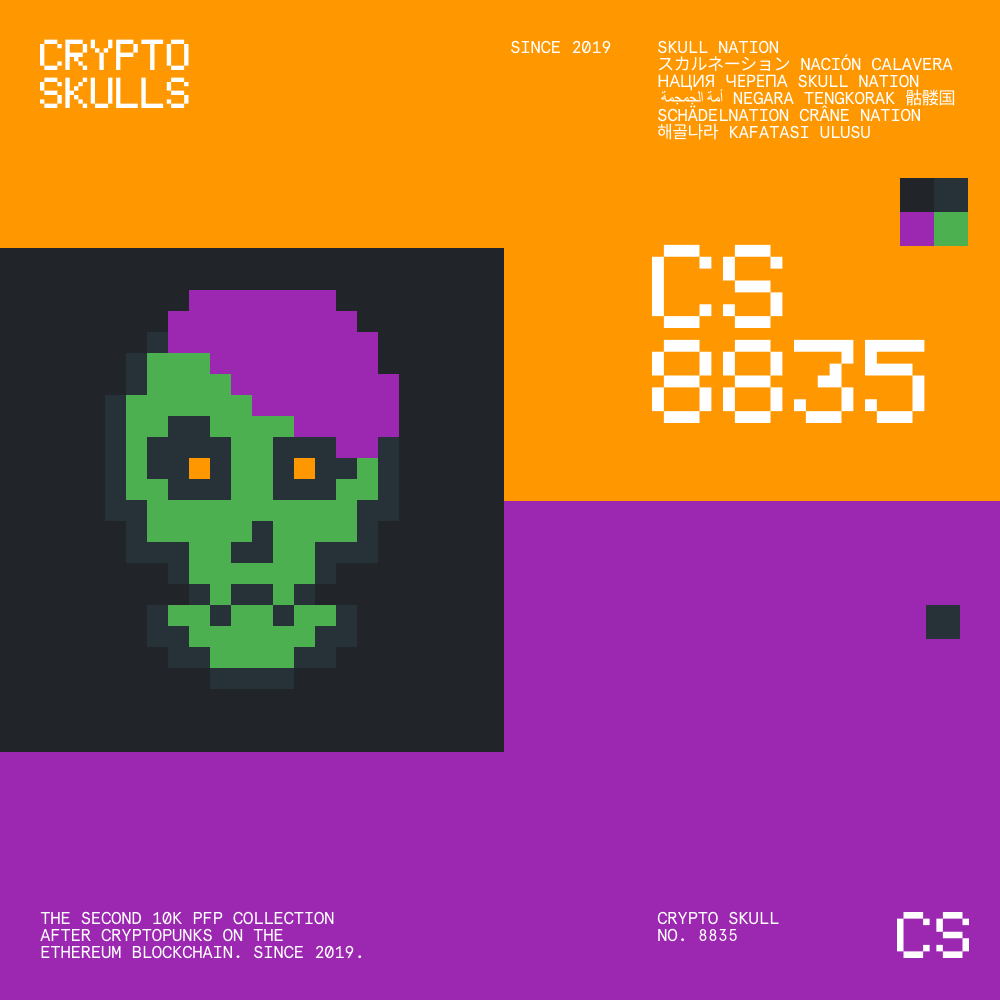 CRYPTO
SKULLS
SINCE 2019
SKULL NATION
スカルネーション NACIÓN CALAVERA
НАЦИЯ ЧЕРЕПА SKULL NATION
أمة الجمجمة NEGARA TENGKORAK 骷髅国
SCHÄDELNATION CRÂNE NATION
해골나라 KAFATASI ULUSU
CS
8835
THE SECOND 10K PFP COLLECTION
AFTER CRYPTOPUNKS ON THE
ETHEREUM BLOCKCHAIN. SINCE 2019.
CRYPTO SKULL
NO. 8835
CS